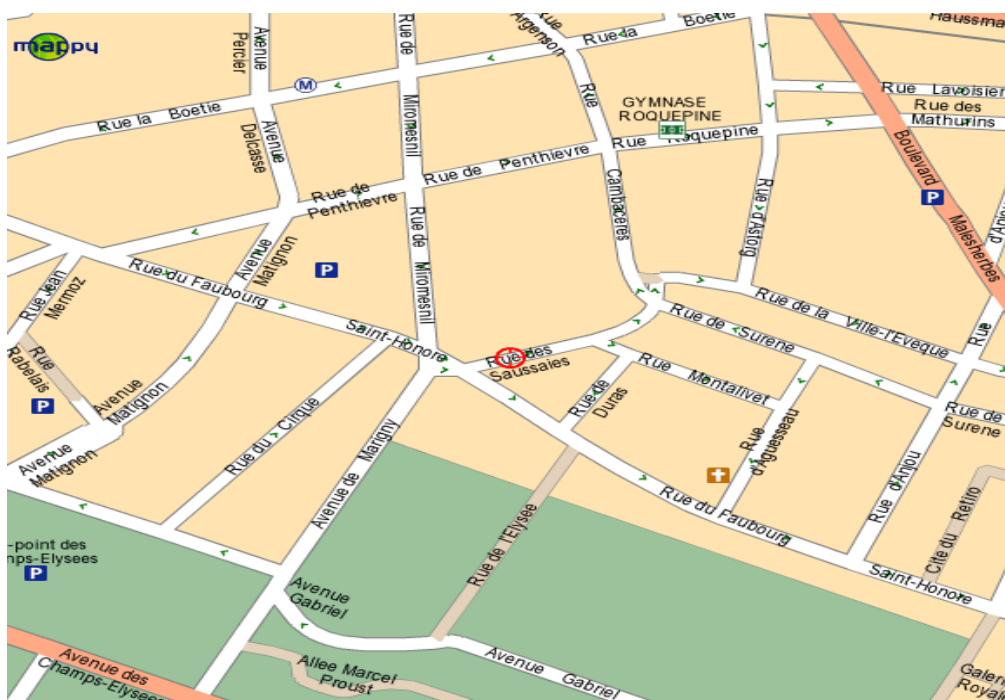 mappy
Avenue
Percier
Rue de
Argenson
Rue la
Boetie
Haussma
Rue la Boetie
M
Miromesnil
Rue
GYMNASE
ROQUEPINE
Rue Lavoisier
Rue des
Mathurins
Avenue
Delcasse
Rue de
Penthievre
Rue de Penthievre
Rue Roquepine
Boulevard
Malesherbes
P
d'Anjou
Cambaceres
Rue d'Astorg
Rue de Miromesnil
Avenue
Matignon
P
Rue Jean
Mermoz
Rue du Faubourg
Saint-Honore
Rue de la
Ville-l'Eveque
Rue
Rue de Surene
Rue des
Saussaies
Rue
Rabelais
P
Avenue
Matignon
Rue Montalivet
Rue de
Duras
Rue de
Surene
Rue du Cirque
Avenue de Marigny
Rue
d'Aguesseau
Avenue
Matignon
Rue d'Anjou
Rue du Faubourg
Saint-Honore
Cite du Retiro
Rue de l'Elysee
-point des
mps-Elysees
P
Avenue
Gabriel
Avenue des
Champs-Elysees
Allee Marcel
Proust
Avenue Gabriel
Galer
Royal